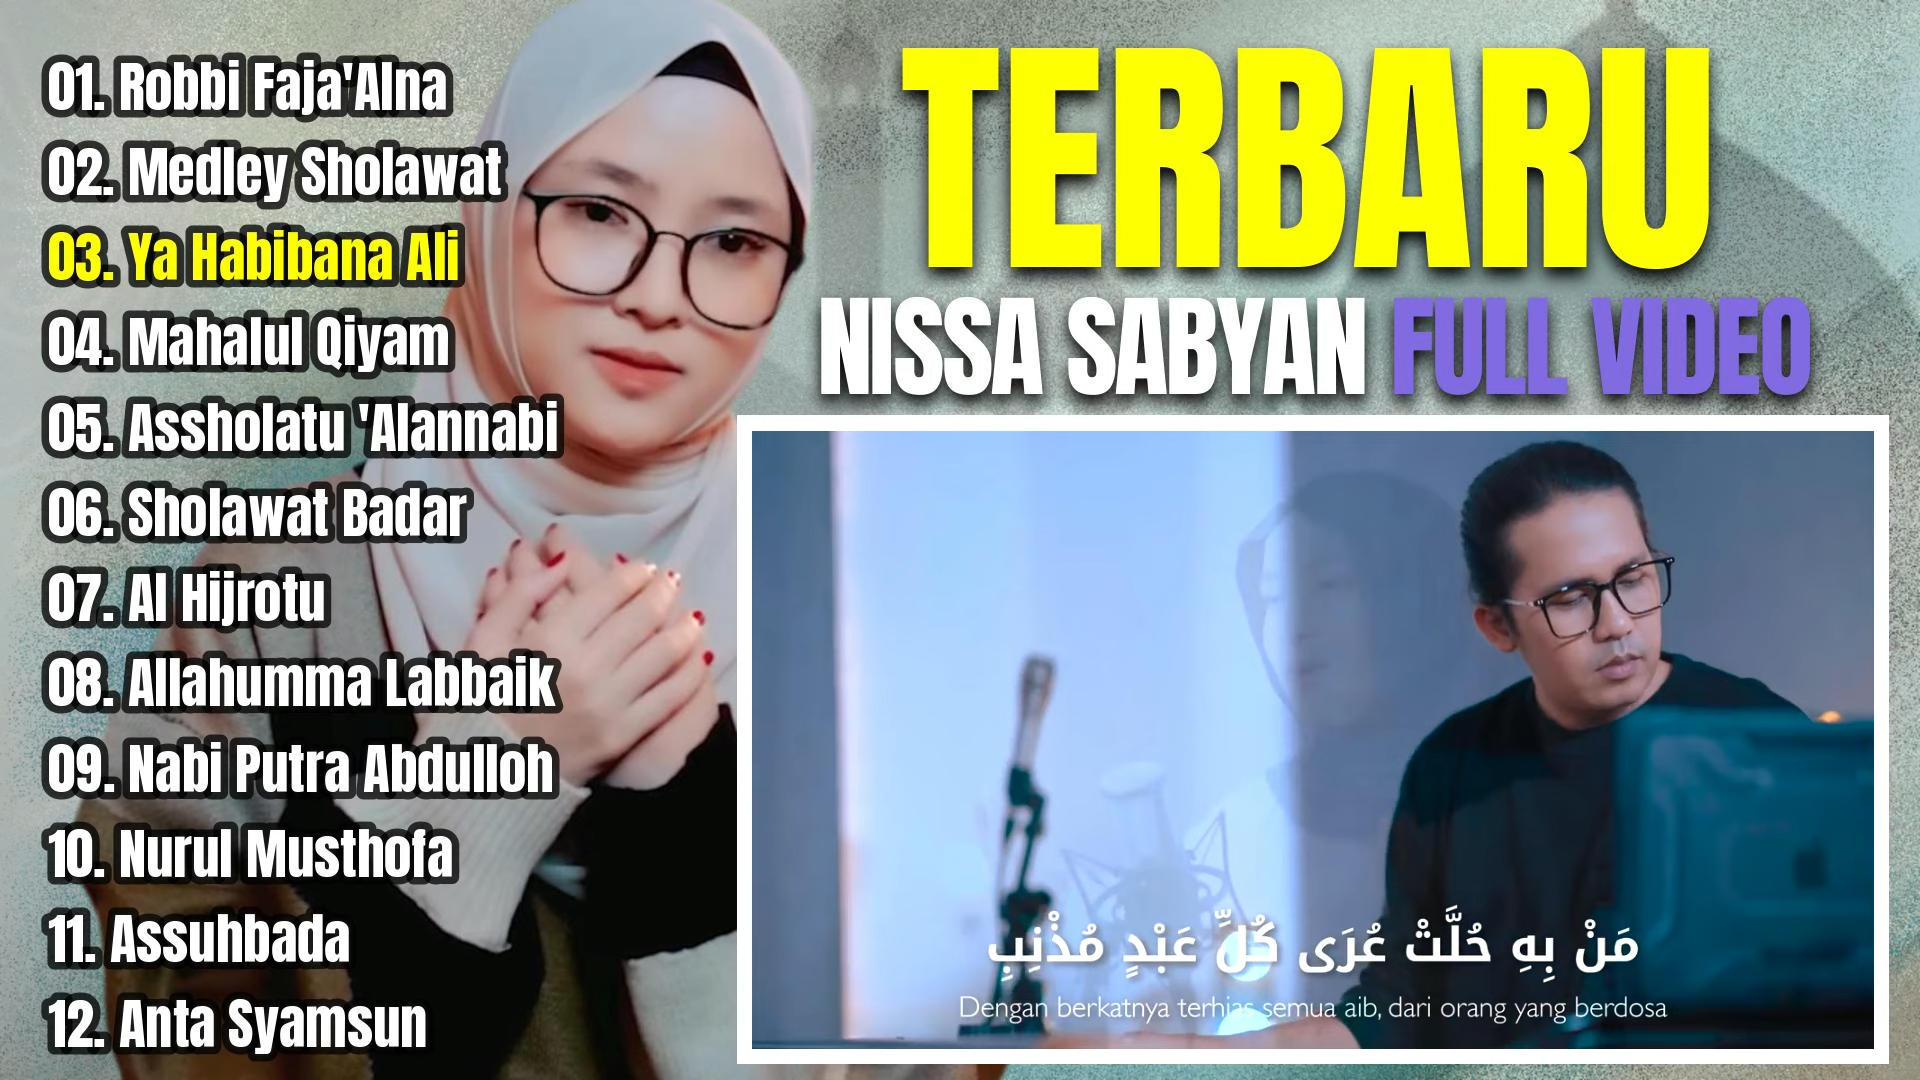 01. Robbi Faja'Alna
02. Medley Sholawat
03. Ya Habibana Ali
04. Mahalul Qiyam
05. Assholatu 'Alannabi
06. Sholawat Badar
07. Al Hijrotu
08. Allahumma Labbaik
09. Nabi Putra Abdulloh
10. Nurul Musthofa
11. Assuhbada
12. Anta Syamsun
TERBARU
NISSA SABYAN FULL VIDEO
مَنْ بِهِ حُلَّتْ عُرَى كُلِّ عَبْدٍ مُذْنِبِ
Dengan berkatnya terhias semua aib, dari orang yang berdosa